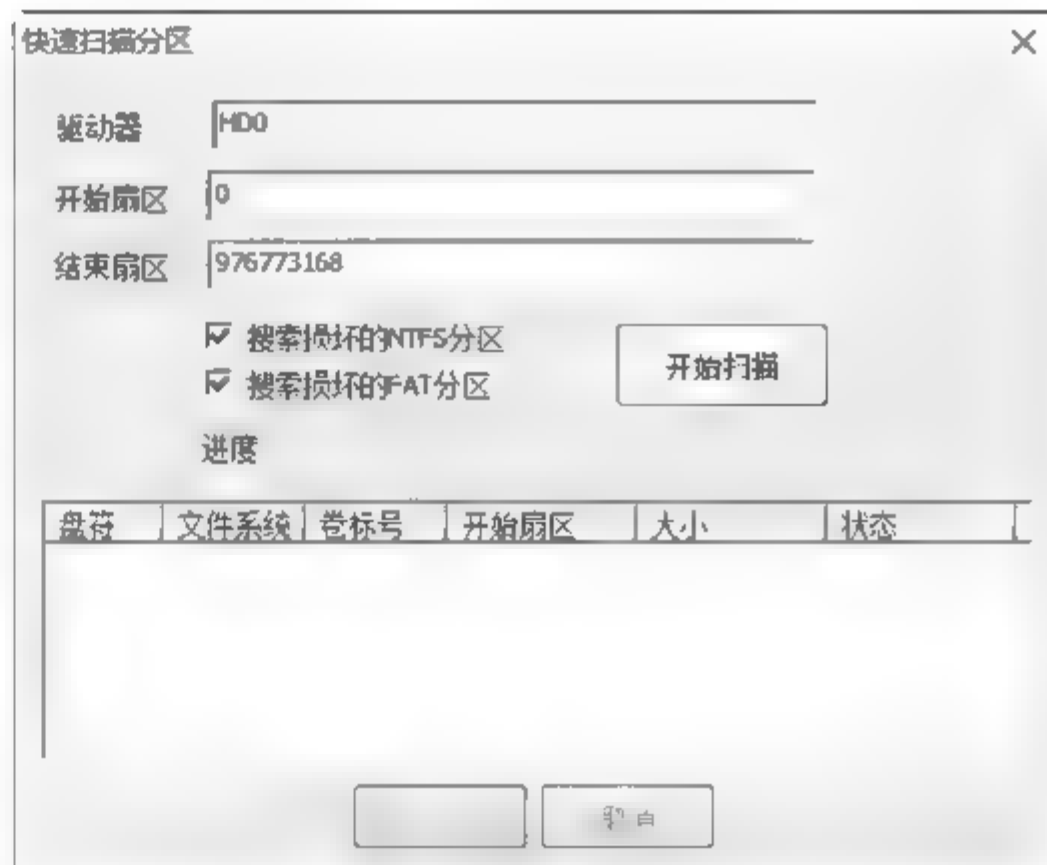 快速扫描分区
驱动器 HD0
开始扇区 0
结束扇区 976773168
搜索损坏的NTFS分区
开始扫描
搜索损坏的FAT分区
进度
盘符 文件系统 卷标号 开始扇区 大小 状态